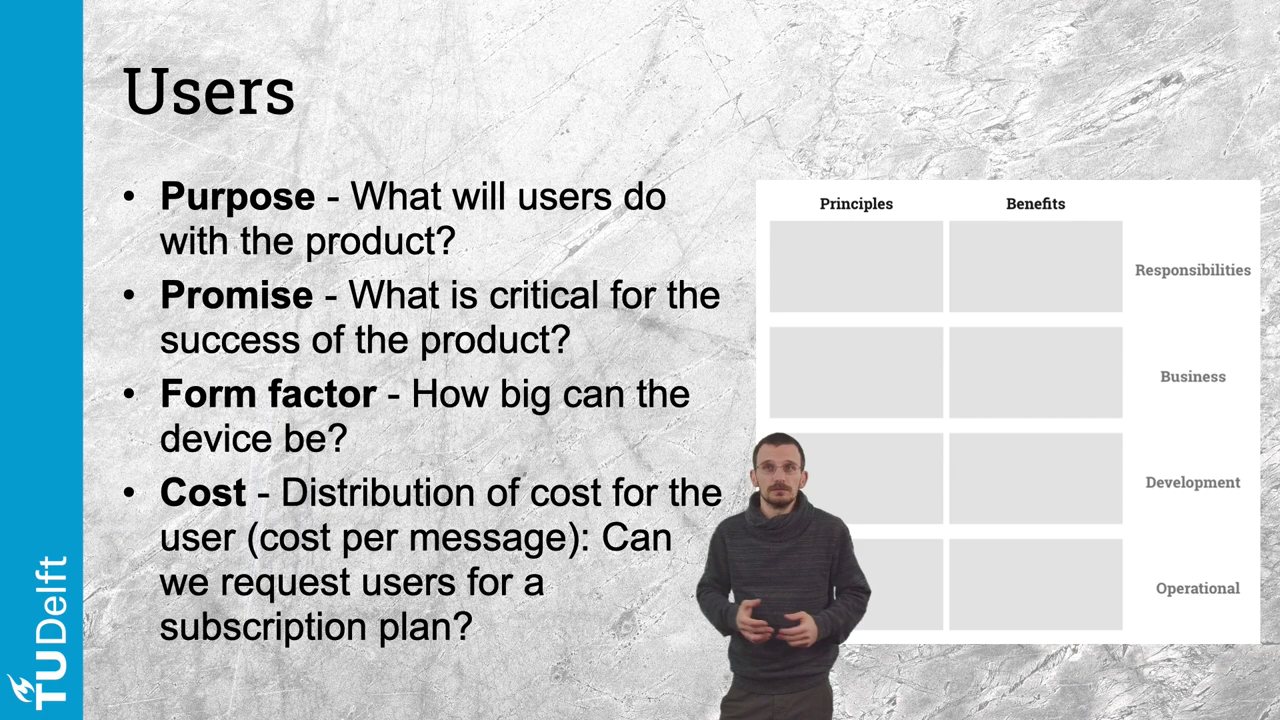 Users
• Purpose - What will users do
with the product?
• Promise - What is critical for the
success of the product?
• Form factor - How big can the
device be?
• Cost - Distribution of cost for the
user (cost per message): Can
we request users for a
subscription plan?
Principles Benefits
Responsibilities
Business
Development
Operational
TUDelft